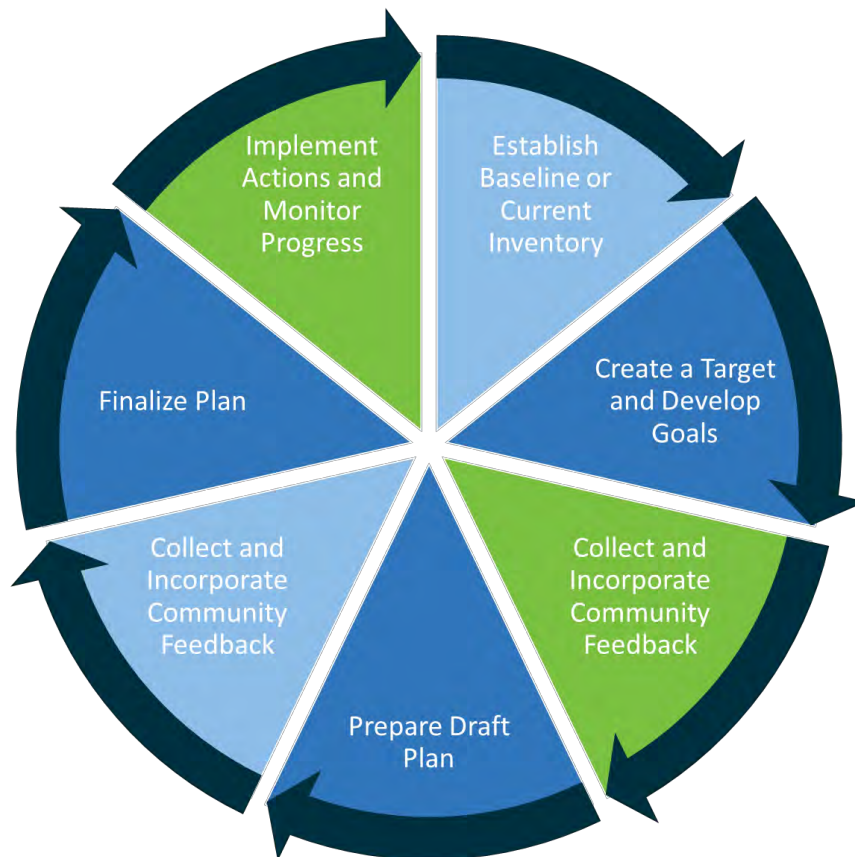 Establish
Baseline or
Current
Inventory
Create a Target
and Develop
Goals
Collect and
Incorporate
Community
Feedback
Prepare Draft
Plan
Collect and
Incorporate
Community
Feedback
Finalize Plan
Implement
Actions and
Monitor
Progress